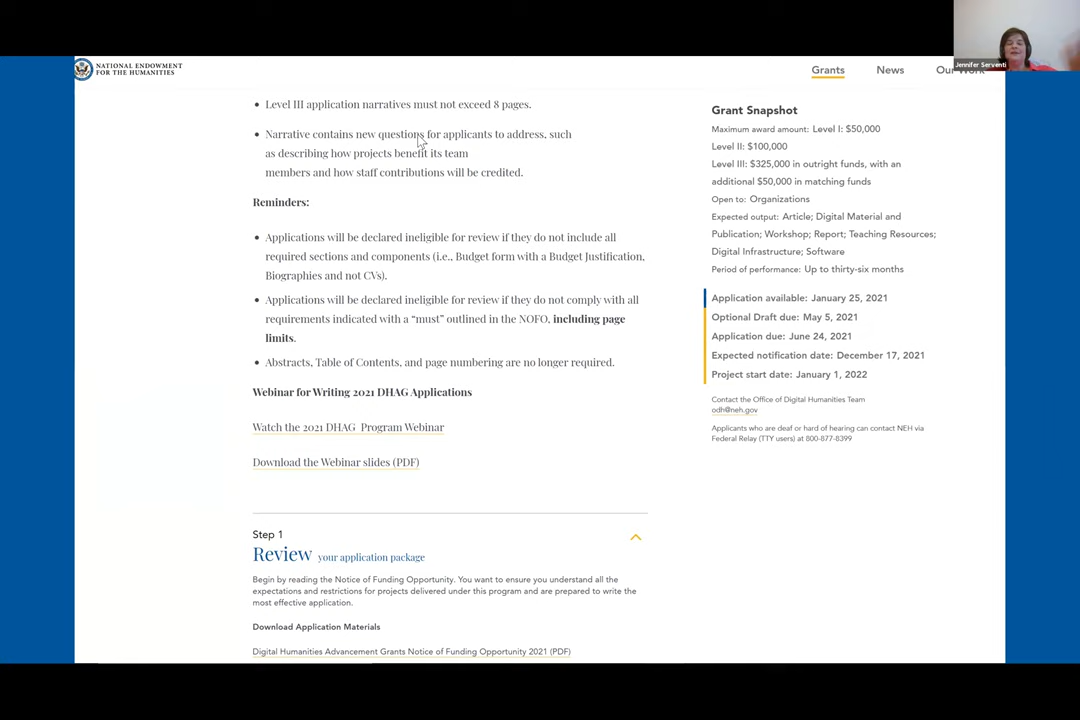 NATIONAL ENDOWMENT
FOR THE HUMANITIES
Grants
News
Our Work
Jennifer Serventi
• Level III application narratives must not exceed 8 pages.
• Narrative contains new questions for applicants to address, such
as describing how projects benefit its team
members and how staff contributions will be credited.
Reminders:
• Applications will be declared ineligible for review if they do not include all
required sections and components (i.e., Budget form with a Budget Justification,
Biographies and not CVs).
• Applications will be declared ineligible for review if they do not comply with all
requirements indicated with a “must” outlined in the NOFO, including page
limits.
• Abstracts, Table of Contents, and page numbering are no longer required.
Webinar for Writing 2021 DHAG Applications
Watch the 2021 DHAG Program Webinar
Download the Webinar slides (PDF)
Step 1
Review your application package
Begin by reading the Notice of Funding Opportunity. You want to ensure you understand all the
expectations and restrictions for projects delivered under this program and are prepared to write the
most effective application.
Download Application Materials
Digital Humanities Advancement Grants Notice of Funding Opportunity 2021 (PDF)
Grant Snapshot
Maximum award amount: Level I: $50,000
Level II: $100,000
Level III: $325,000 in outright funds, with an
additional $50,000 in matching funds
Open to: Organizations
Expected output: Article; Digital Material and
Publication; Workshop; Report; Teaching Resources;
Digital Infrastructure; Software
Period of performance: Up to thirty-six months
Application available: January 25, 2021
Optional Draft due: May 5, 2021
Application due: June 24, 2021
Expected notification date: December 17, 2021
Project start date: January 1, 2022
Contact the Office of Digital Humanities Team
odh@neh.gov
Applicants who are deaf or hard of hearing can contact NEH via
Federal Relay (TTY users) at 800-877-8399